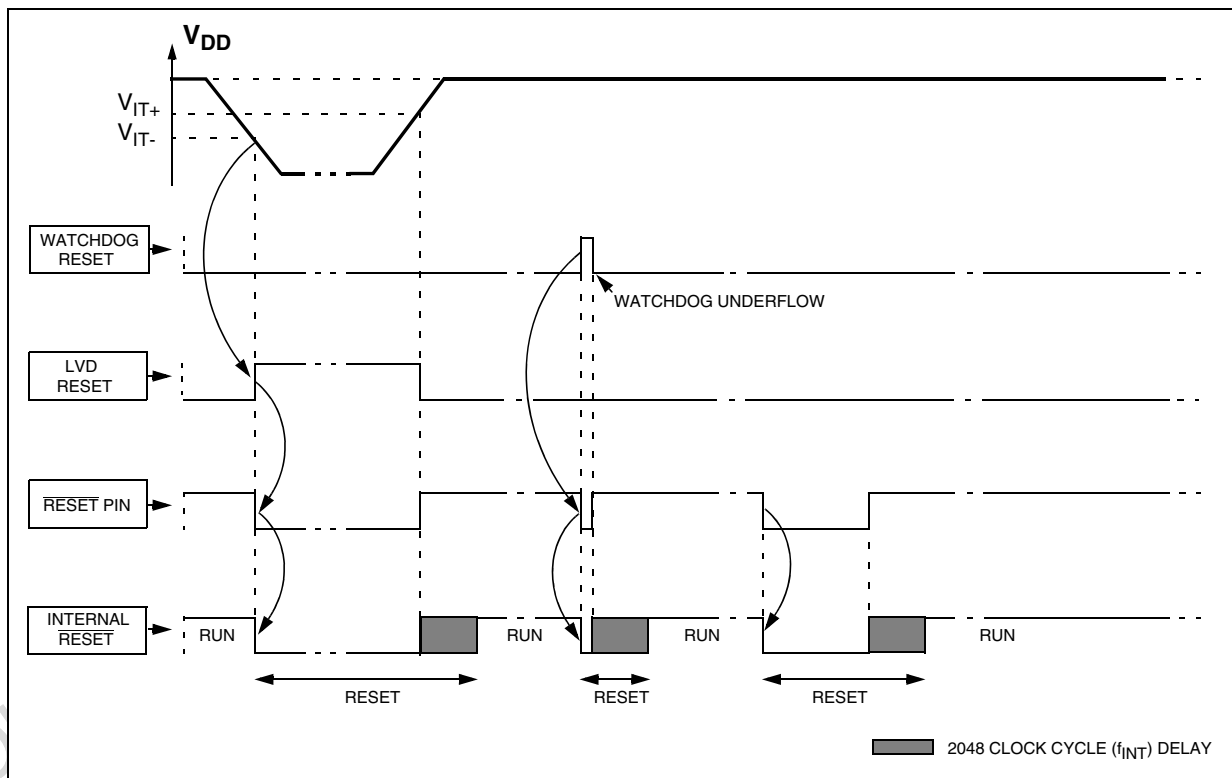 VDD
VIT+
VIT-
WATCHDOG
RESET
WATCHDOG UNDERFLOW
LVD
RESET
RESET PIN
INTERNAL
RESET
RUN
RUN
RUN
RUN
RESET
RESET
RESET
2048 CLOCK CYCLE (fINT) DELAY